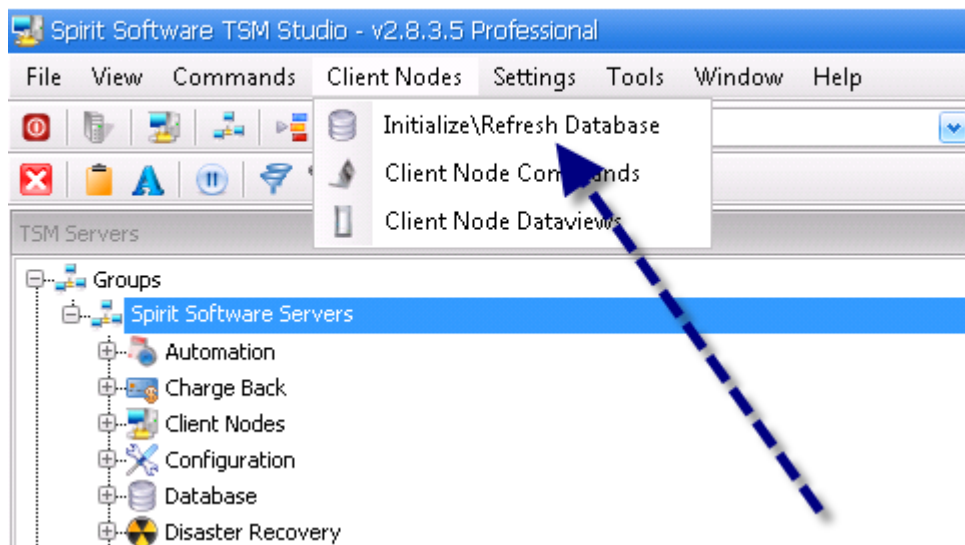 Spirit Software TSM Studio - v2.8.3.5 Professional
File View Commands Client Nodes Settings Tools Window Help
Initialize\Refresh Database
Client Node Commands
Client Node Dataviews
TSM Servers
Groups
Spirit Software Servers
Automation
Charge Back
Client Nodes
Configuration
Database
Disaster Recovery